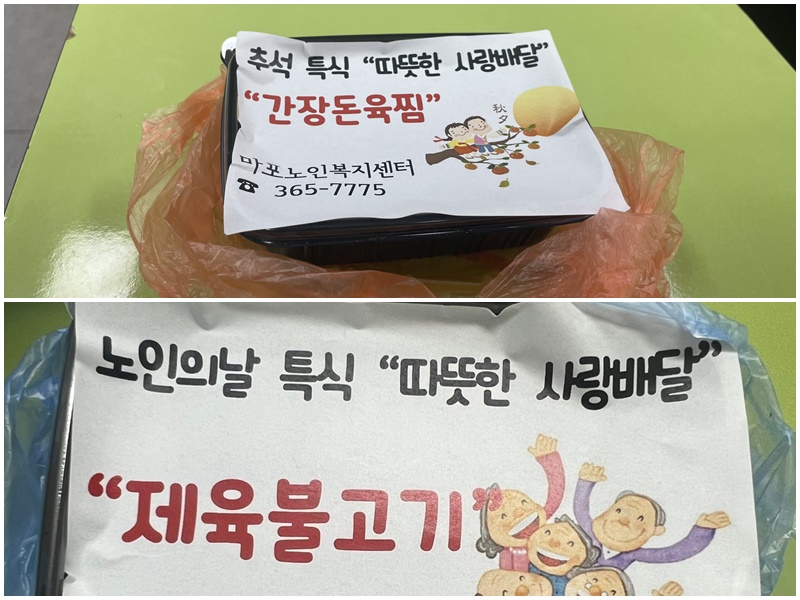 추석 특식 “따뜻한 사랑배달”
“간장돈육찜”
秋夕
마포노인복지센터
☎ 365-7775
노인의날 특식 “따뜻한 사랑배달”
“제육불고기”